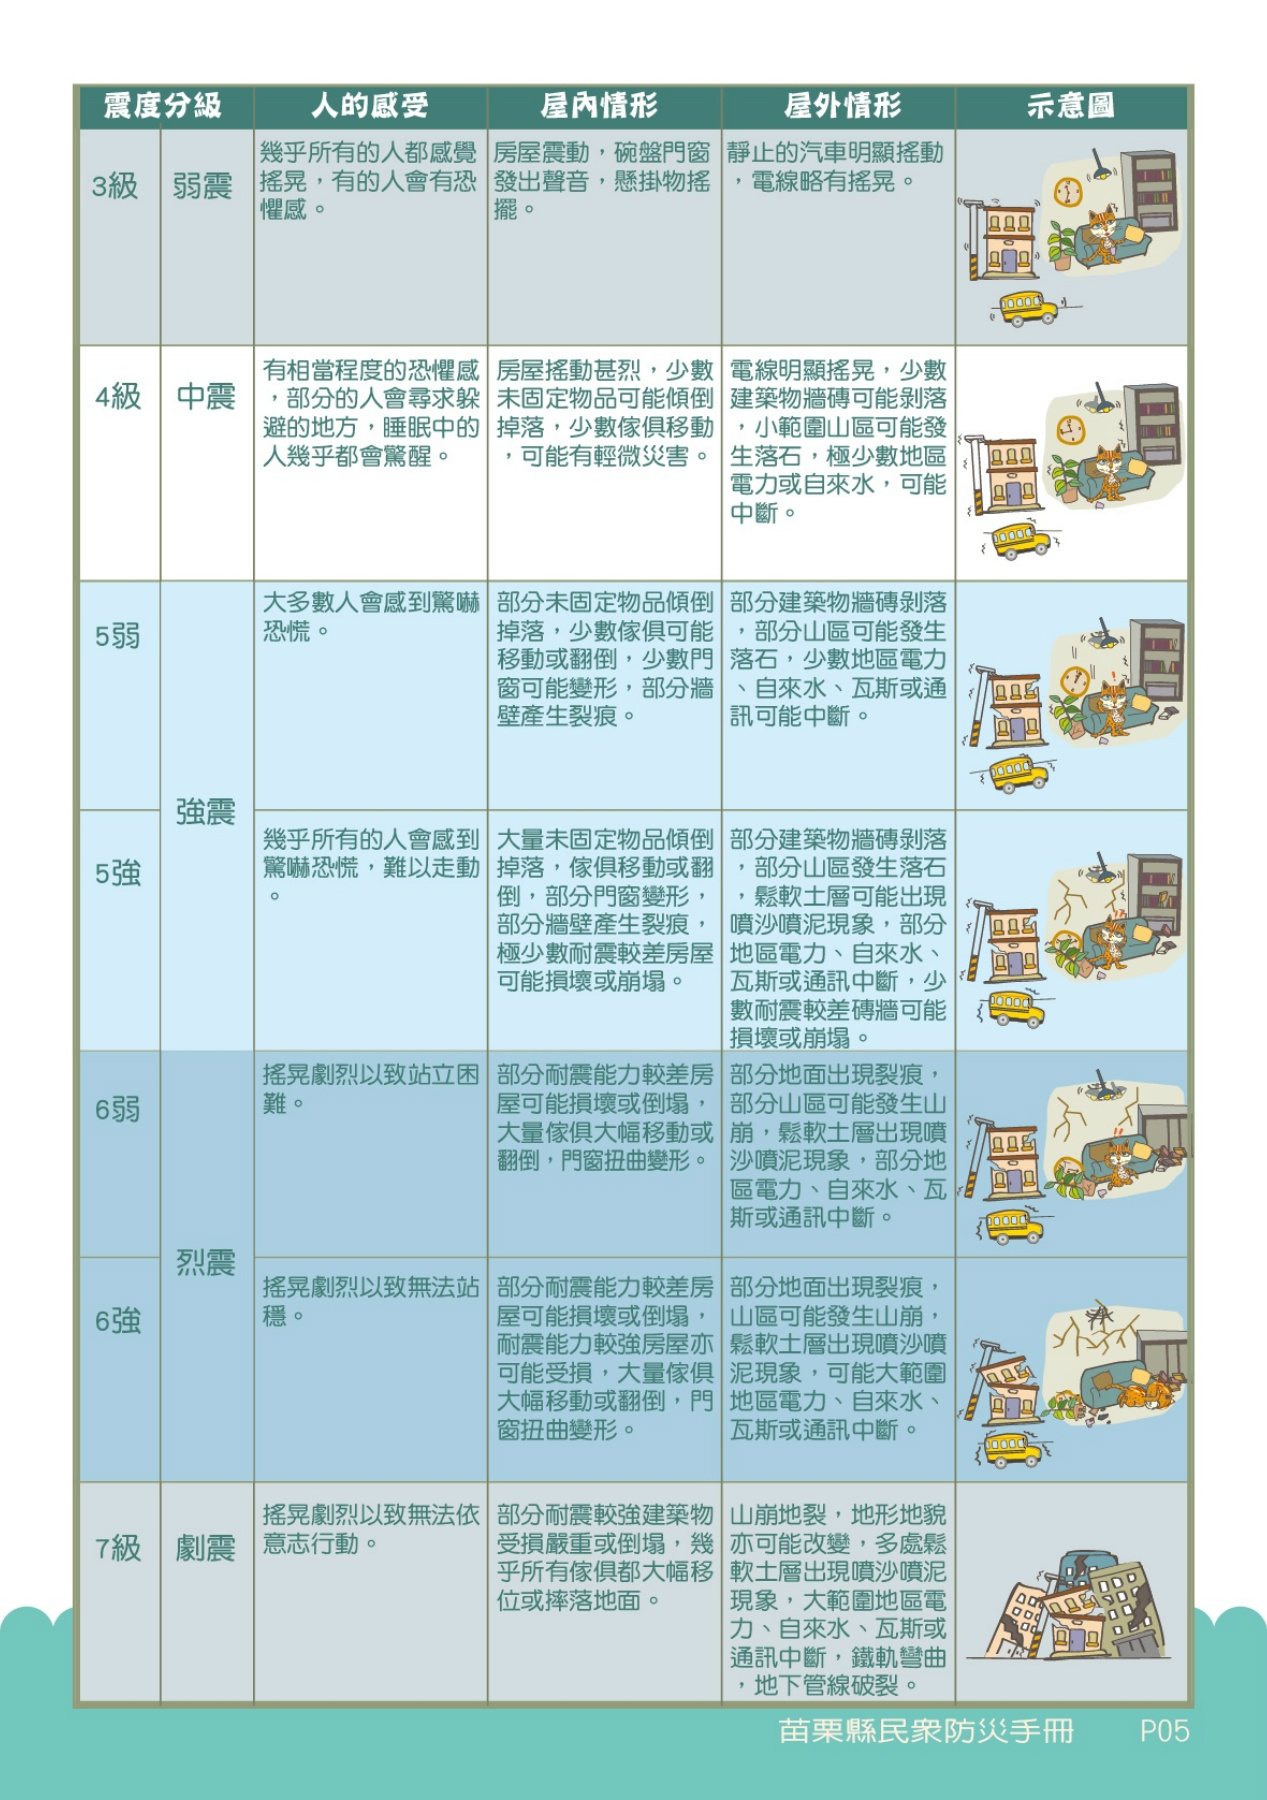 震度分級 人的感受 屋內情形 屋外情形 示意圖
3級 弱震
幾乎所有的人都感覺
搖晃，有的人會有恐
懼感。
房屋震動，碗盤門窗
發出聲音，懸掛物搖
擺。
靜止的汽車明顯搖動
，電線略有搖晃。
4級 中震
有相當程度的恐懼感
，部分的人會尋求躲
避的地方，睡眠中的
人幾乎都會驚醒。
房屋搖動甚烈，少數
未固定物品可能傾倒
掉落，少數傢俱移動
，可能有輕微災害。
電線明顯搖晃，少數
建築物牆磚可能剝落
，小範圍山區可能發
生落石，極少數地區
電力或自來水，可能
中斷。
5弱
強震
大多數人會感到驚嚇
恐慌。
部分未固定物品傾倒
掉落，少數傢俱可能
移動或翻倒，少數門
窗可能變形，部分牆
壁產生裂痕。
部分建築物牆磚剝落
，部分山區可能發生
落石，少數地區電力
、自來水、瓦斯或通
訊可能中斷。
5強
幾乎所有的人會感到
驚嚇恐慌，難以走動
。
大量未固定物品傾倒
掉落，傢俱移動或翻
倒，部分門窗變形，
部分牆壁產生裂痕，
極少數耐震較差房屋
可能損壞或崩塌。
部分建築物牆磚剝落
，部分山區發生落石
，鬆軟土層可能出現
噴沙噴泥現象，部分
地區電力、自來水、
瓦斯或通訊中斷，少
數耐震較差磚牆可能
損壞或崩塌。
6弱
烈震
搖晃劇烈以致站立困
難。
部分耐震能力較差房
屋可能損壞或倒塌，
大量傢俱大幅移動或
翻倒，門窗扭曲變形。
部分地面出現裂痕，
部分山區可能發生山
崩，鬆軟土層出現噴
沙噴泥現象，部分地
區電力、自來水、瓦
斯或通訊中斷。
6強
搖晃劇烈以致無法站
穩。
部分耐震能力較差房
屋可能損壞或倒塌，
耐震能力較強房屋亦
可能受損，大量傢俱
大幅移動或翻倒，門
窗扭曲變形。
部分地面出現裂痕，
山區可能發生山崩，
鬆軟土層出現噴沙噴
泥現象，可能大範圍
地區電力、自來水、
瓦斯或通訊中斷。
7級 劇震
搖晃劇烈以致無法依
意志行動。
部分耐震較強建築物
受損嚴重或倒塌，幾
乎所有傢俱都大幅移
位或摔落地面。
山崩地裂，地形地貌
亦可能改變，多處鬆
軟土層出現噴沙噴泥
現象，大範圍地區電
力、自來水、瓦斯或
通訊中斷，鐵軌彎曲
，地下管線破裂。
苗栗縣民眾防災手冊 P05